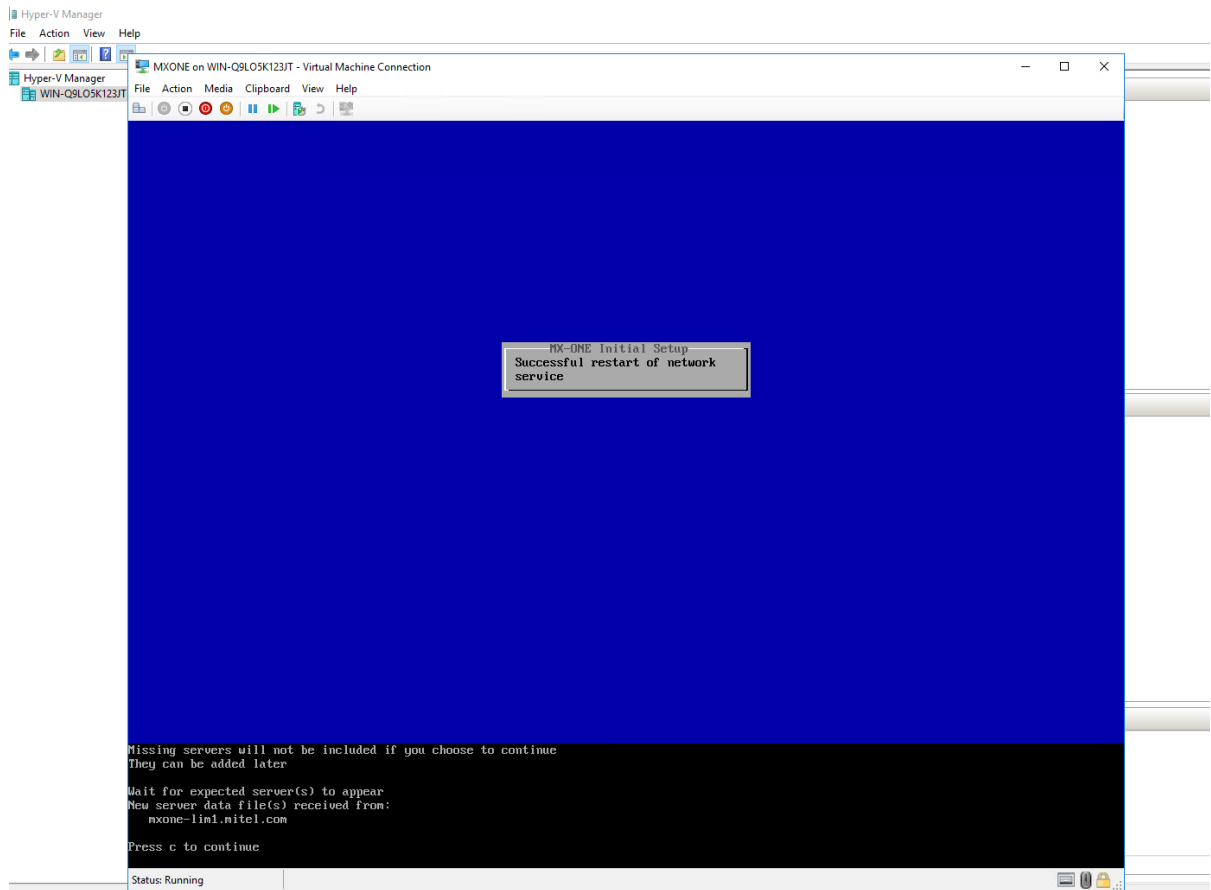 Hyper-V Manager
File Action View Help
MXONE on WIN-Q9LO5K123JT - Virtual Machine Connection
Hyper-V Manager
WIN-Q9LO5K123JT
File Action Media Clipboard View Help
MX-ONE Initial Setup
Successful restart of network
service
Missing servers will not be included if you choose to continue
They can be added later
Wait for expected server(s) to appear
New server data file(s) received from:
mxone-lim1.mitel.com
Press c to continue
Status: Running